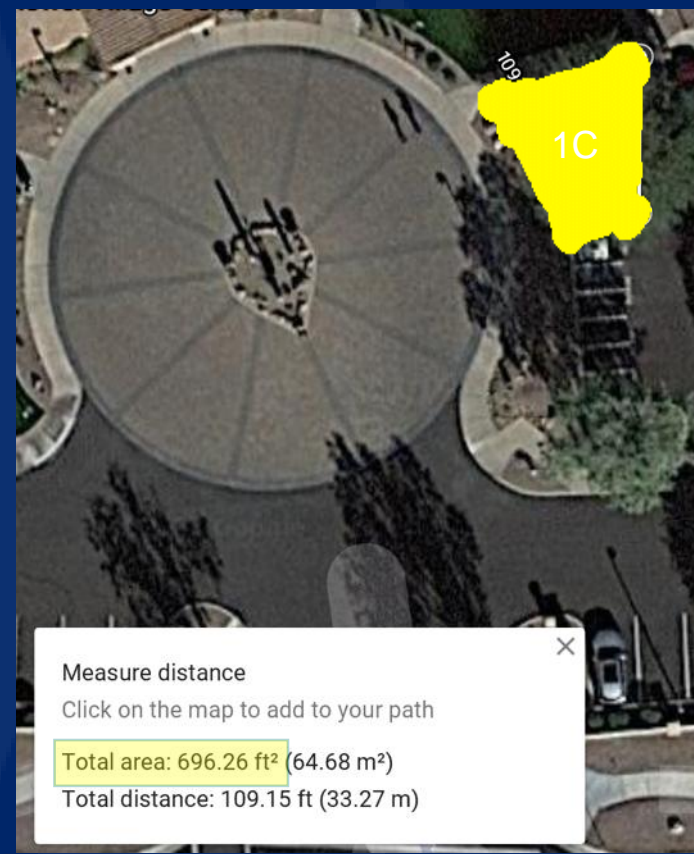 109
1C
Measure distance
Click on the map to add to your path
Total area: 696.26 ft² (64.68 m²)
Total distance: 109.15 ft (33.27 m)